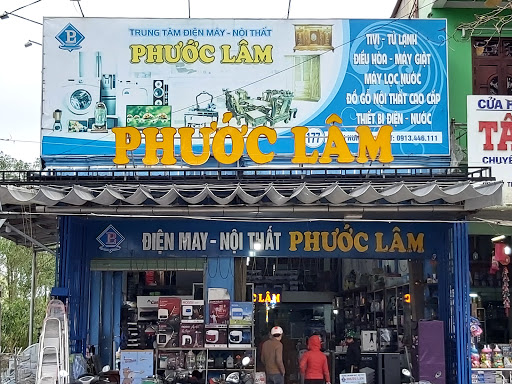 TRUNG TÂM ĐIỆN MÁY - NỘI THẤT
PHƯỚC LÂM
TIVI - TỦ LẠNH
ĐIỀU HÒA - MÁY GIẶT
MÁY LỌC NƯỚC
ĐỒ GỖ NỘI THẤT CAO CẤP
THIẾT BỊ ĐIỆN - NƯỚC
177
0913.446.111
PHƯỚC LÂM
ĐIỆN MAY - NỘI THẤT PHƯỚC LÂM
CỬA
CHUYÊ